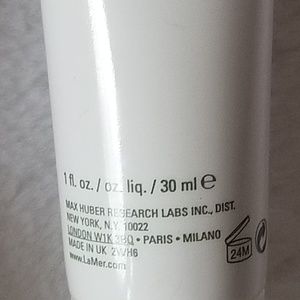 1 fl. oz. / oz. liq. / 30 ml ℮
MAX HUBER RESEARCH LABS INC., DIST.
NEW YORK, N.Y. 10022
LONDON W1K 3BQ • PARIS • MILANO
MADE IN UK 2WH6
www.LaMer.com
24M